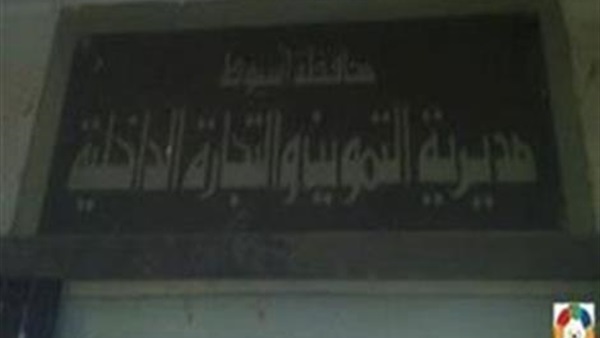 محافظة أسيوط
مديرية التموين والتجارة الداخلية